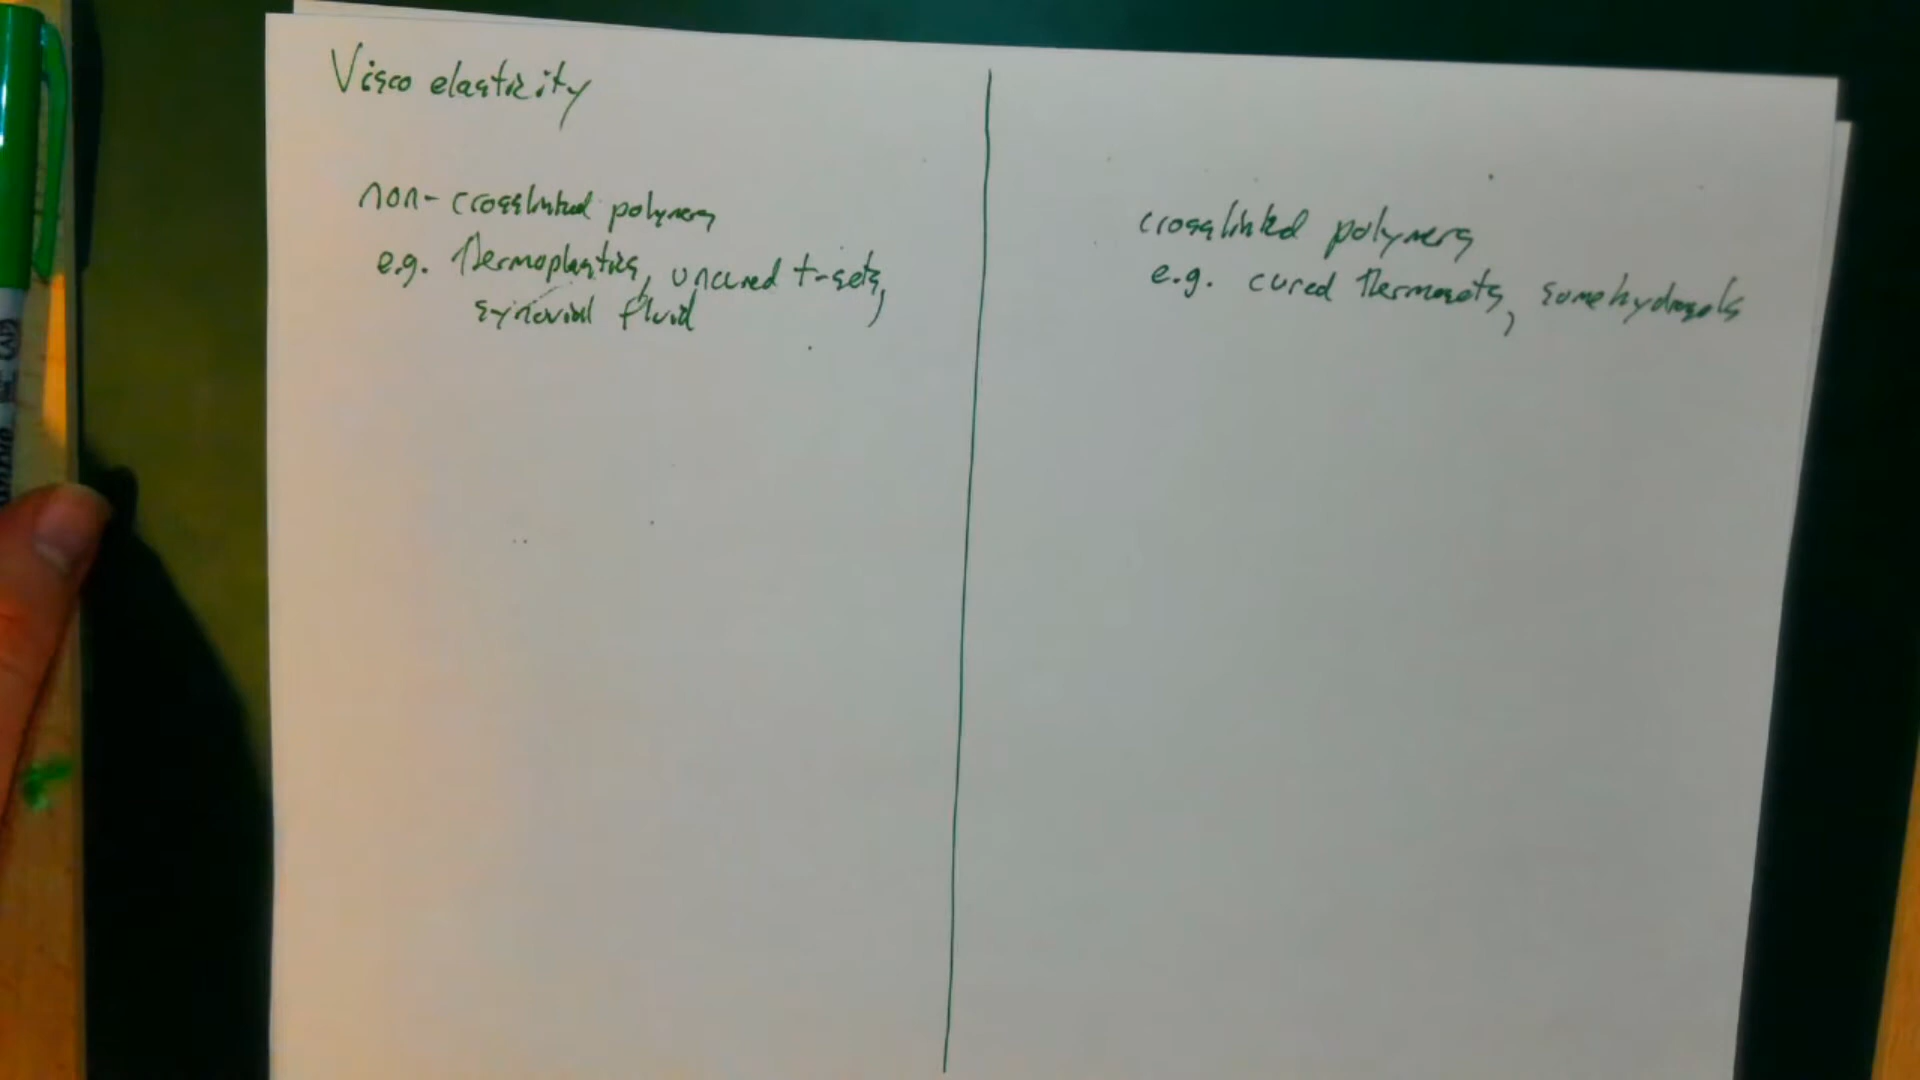 Visco elasticity
non-crosslinked polymers
e.g. thermoplastics, uncured t-sets,
synovial fluid
crosslinked polymers
e.g. cured thermosets, some hydrogels